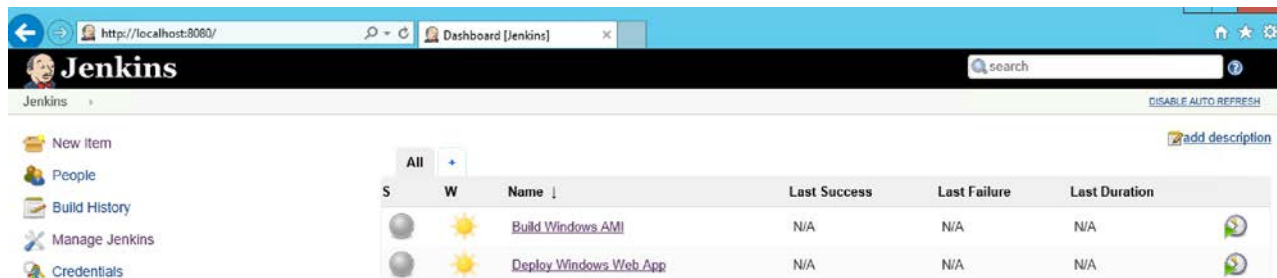 http://localhost:8080/
Dashboard [Jenkins]
Jenkins
search
Jenkins
DISABLE AUTO REFRESH
New Item
add description
People
All +
S W Name ↓ Last Success Last Failure Last Duration
Build History
Build Windows AMI N/A N/A N/A
Manage Jenkins
Deploy Windows Web App N/A N/A N/A
Credentials